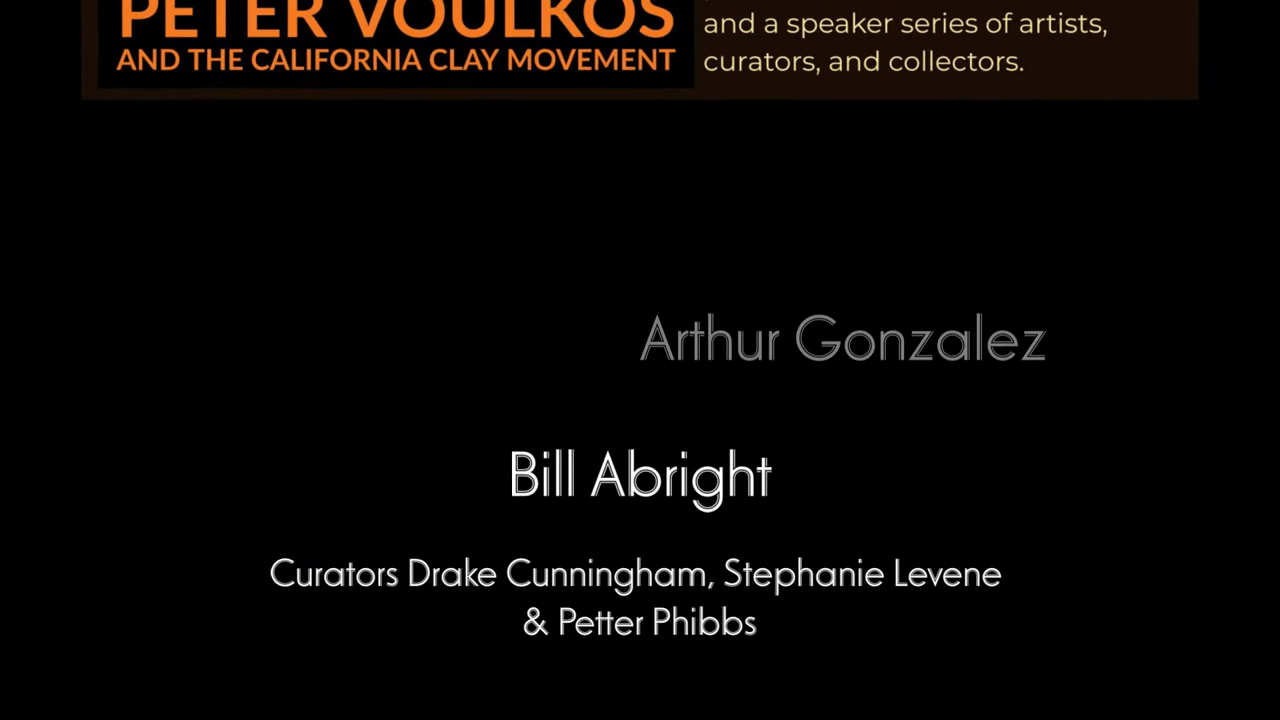 PETER VOULKOS
AND THE CALIFORNIA CLAY MOVEMENT
and a speaker series of artists,
curators, and collectors.
Arthur Gonzalez
Bill Abright
Curators Drake Cunningham, Stephanie Levene
& Petter Phibbs